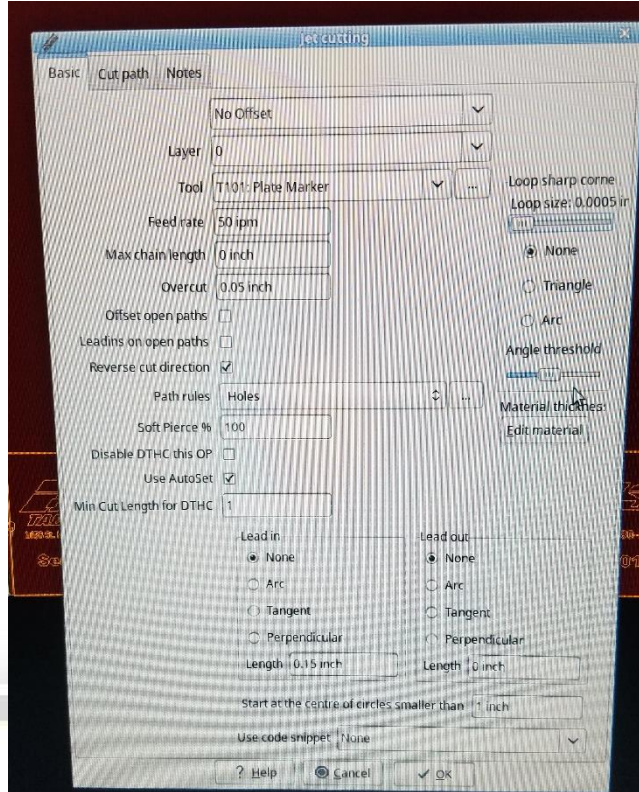 jet cutting
Basic Cut path Notes
No Offset
Layer 0
Tool T101: Plate Marker ...
Loop sharp corne
Loop size: 0.0005 in
Feed rate 50 ipm
None
Max chain length 0 inch
Triangle
Overcut 0.05 inch
Arc
Offset open paths
Leadins on open paths
Angle threshold
Reverse cut direction
Path rules Holes ...
Material thicknes:
Soft Pierce % 100
Edit material
Disable DTHC this OP
Use AutoSet
Min Cut Length for DTHC 1
Lead in Lead out
None None
Arc Arc
Tangent Tangent
Perpendicular Perpendicular
Length 0.15 inch Length 0 inch
Start at the centre of circles smaller than 1 inch
Use code snippet None
? Help Cancel OK